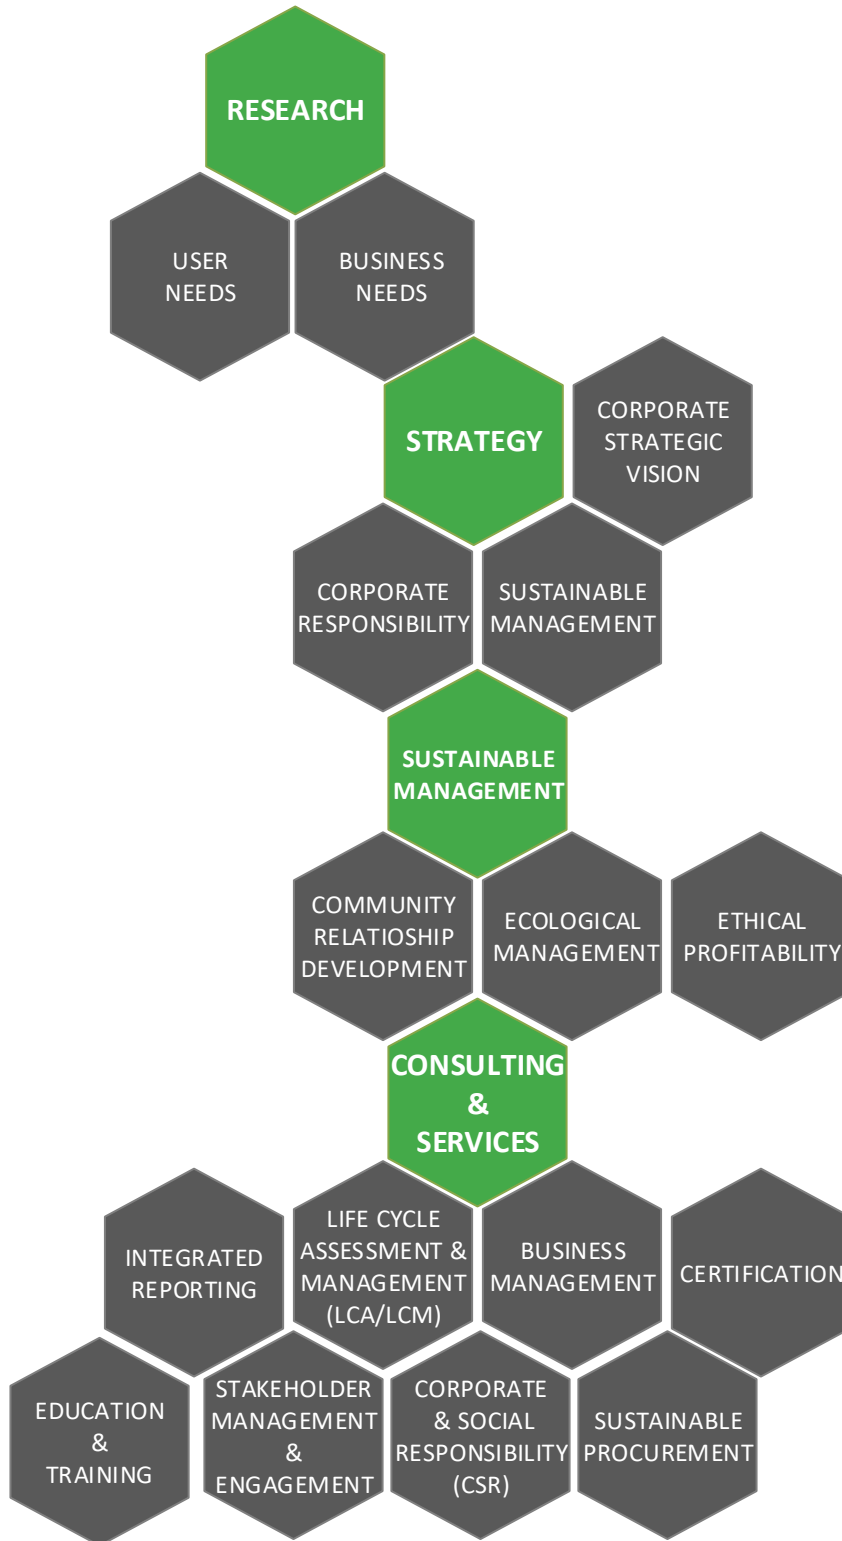 RESEARCH
USER
NEEDS
BUSINESS
NEEDS
STRATEGY
CORPORATE
STRATEGIC
VISION
CORPORATE
RESPONSIBILITY
SUSTAINABLE
MANAGEMENT
SUSTAINABLE
MANAGEMENT
COMMUNITY
RELATIOSHIP
DEVELOPMENT
ECOLOGICAL
MANAGEMENT
ETHICAL
PROFITABILITY
CONSULTING
&
SERVICES
INTEGRATED
REPORTING
LIFE CYCLE
ASSESSMENT &
MANAGEMENT
(LCA/LCM)
BUSINESS
MANAGEMENT
CERTIFICATION
EDUCATION
&
TRAINING
STAKEHOLDER
MANAGEMENT
&
ENGAGEMENT
CORPORATE
& SOCIAL
RESPONSIBILITY
(CSR)
SUSTAINABLE
PROCUREMENT